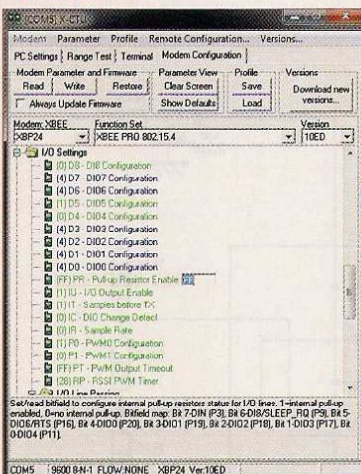 [COM5] X-CTU
Modem Parameter Profile Remote Configuration... Versions...
PC Settings Range Test Terminal Modem Configuration
Modem Parameter and Firmware Parameter View Profile Versions
Read Write Restore Clear Screen Save Download new versions...
Always Update Firmware Show Defaults Load
Modem: XBEE Function Set Version
XBP24 XBEE PRO 802.15.4 10ED
I/O Settings
(0) D8 - DI8 Configuration
(4) D7 - DIO7 Configuration
(4) D6 - DIO6 Configuration
(1) D5 - DIO5 Configuration
(0) D4 - DIO4 Configuration
(4) D3 - DIO3 Configuration
(4) D2 - DIO2 Configuration
(4) D1 - DIO1 Configuration
(4) D0 - DIO0 Configuration
(FF) PR - Pull-up Resistor Enable FF
(1) IU - I/O Output Enable
(1) IT - Samples before TX
(0) IC - DIO Change Detect
(0) IR - Sample Rate
(1) P0 - PWM0 Configuration
(0) P1 - PWM1 Configuration
(FF) PT - PWM Output Timeout
(28) RP - RSSI PWM Timer
I/O Line Passing
Set/read bitfield to configure internal pull-up resistors status for I/O lines. 1=internal pull-up
enabled, 0=no internal pull-up. Bitfield map: Bit 7-DIN (P3), Bit 6-DI8/SLEEP_RQ (P9), Bit 5-
DIO6/RTS (P16), Bit 4-DIO0 (P20), Bit 3-DIO1 (P19), Bit 2-DIO2 (P18), Bit 1-DIO3 (P17), Bit
0-DIO4 (P11).
COM5 9600 8-N-1 FLOW:NONE XBP24 Ver:10ED